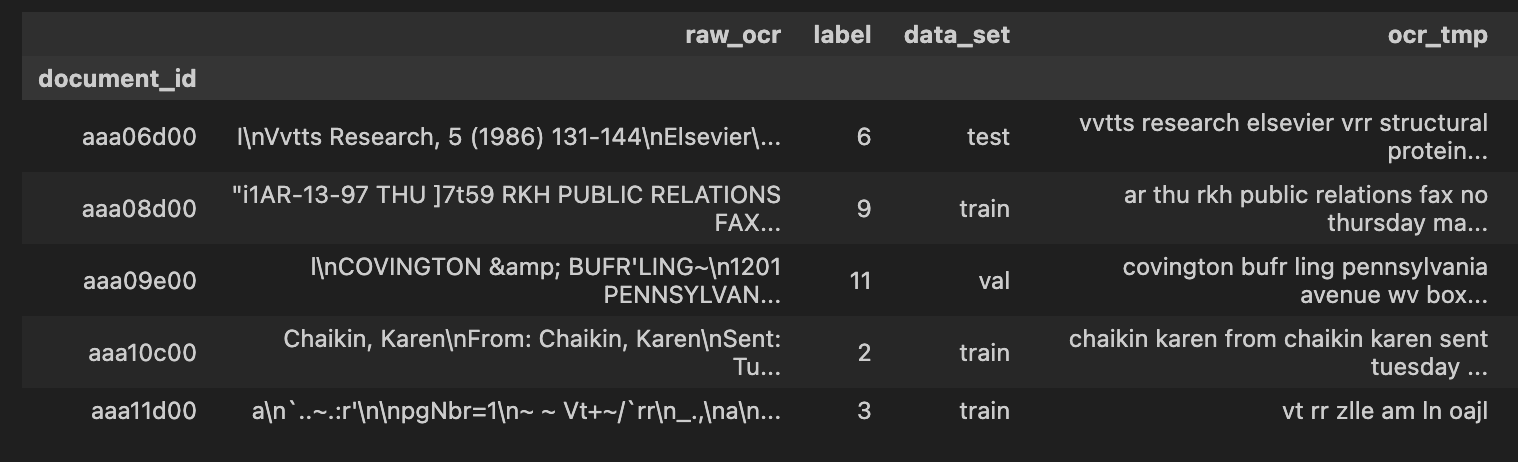 raw_ocr label data_set ocr_tmp
document_id
aaa06d00 I\nVvtts Research, 5 (1986) 131-144\nElsevier\... 6 test vvtts research elsevier vrr structural protein...
aaa08d00 "i1AR-13-97 THU ]7t59 RKH PUBLIC RELATIONS FAX... 9 train ar thu rkh public relations fax no thursday ma...
aaa09e00 I\nCOVINGTON &amp; BUFR'LING~\n1201 PENNSYLVAN... 11 val covington bufr ling pennsylvania avenue wv box...
aaa10c00 Chaikin, Karen\nFrom: Chaikin, Karen\nSent: Tu... 2 train chaikin karen from chaikin karen sent tuesday ...
aaa11d00 a\n`..~.:r'\n\npgNbr=1\n~ ~ Vt+~/`rr\n_.,\na\n... 3 train vt rr zlle am ln oajl